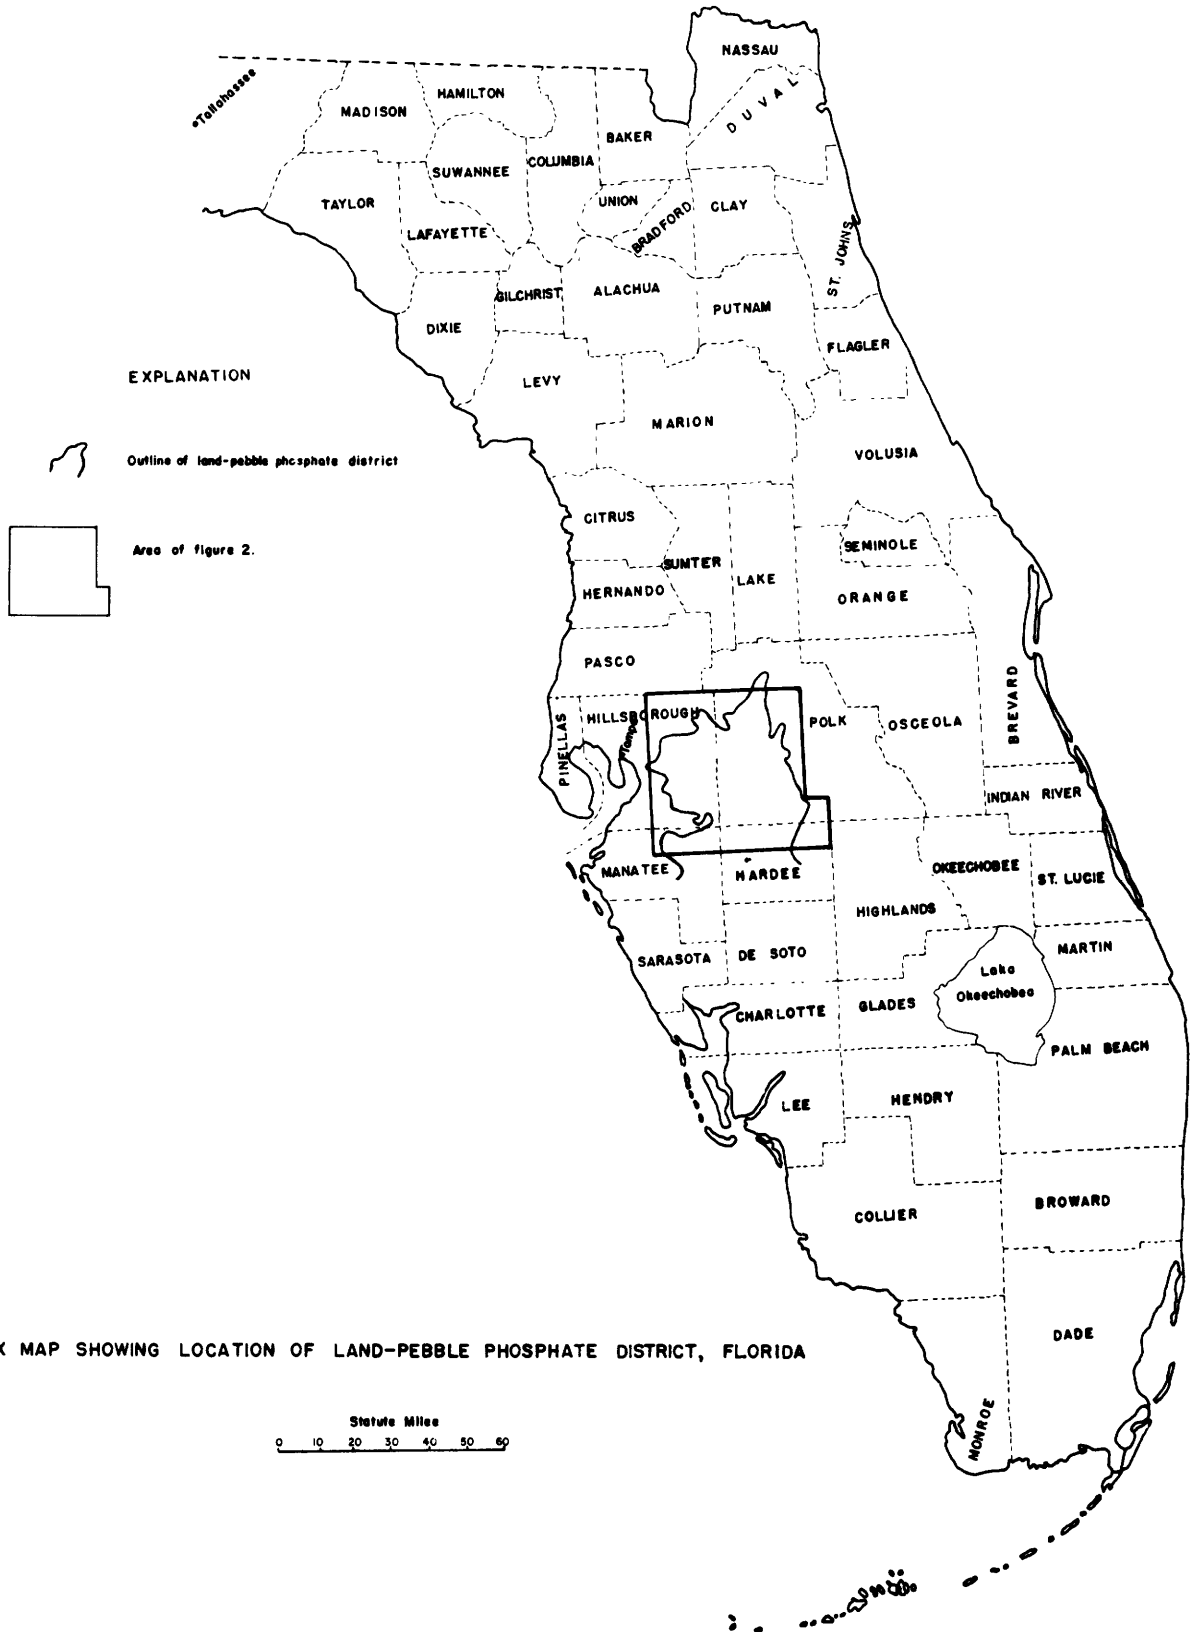 NASSAU
Tallahassee
HAMILTON
MADISON
DUVAL
BAKER
COLUMBIA
SUWANNEE
UNION
TAYLOR
CLAY
BRADFORD
LAFAYETTE
ST. JOHNS
GILCHRIST
ALACHUA
PUTNAM
DIXIE
FLAGLER
EXPLANATION
LEVY
MARION
VOLUSIA
Outline of land-pebble phosphate district
CITRUS
SEMINOLE
Area of figure 2.
SUMTER
LAKE
HERNANDO
ORANGE
PASCO
BREVARD
HILLSBOROUGH
POLK
OSCEOLA
PINELLAS
Tampa
INDIAN RIVER
MANATEE
HARDEE
OKEECHOBEE
ST. LUCIE
HIGHLANDS
MARTIN
SARASOTA
DE SOTO
Lake
Okeechobee
CHARLOTTE
GLADES
PALM BEACH
LEE
HENDRY
COLLIER
BROWARD
DADE
X MAP SHOWING LOCATION OF LAND-PEBBLE PHOSPHATE DISTRICT, FLORIDA
MONROE
Statute Miles
0 10 20 30 40 50 60